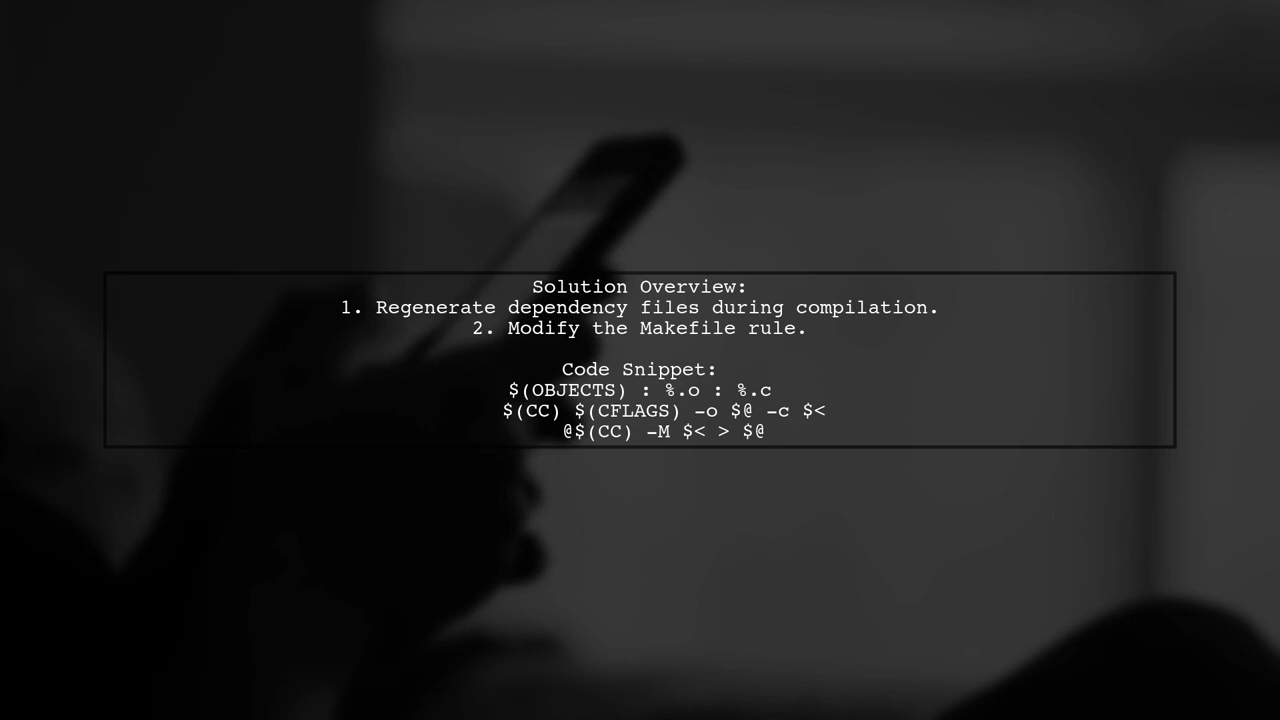 Solution Overview:
1. Regenerate dependency files during compilation.
2. Modify the Makefile rule.
Code Snippet:
$(OBJECTS) : %.o : %.c
$(CC) $(CFLAGS) -o $@ -c $<
@$(CC) -M $< > $@